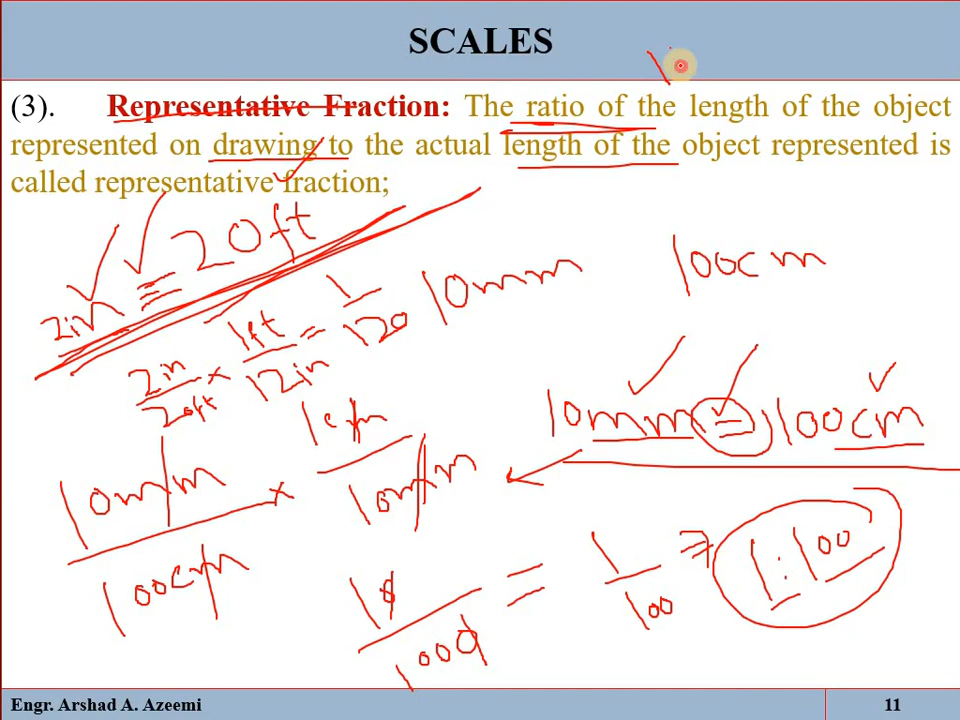 SCALES
(3). Representative Fraction: The ratio of the length of the object
represented on drawing to the actual length of the object represented is
called representative fraction;
2in = 20ft
2in/20ft × 1ft/12in = 1/120
10mm 100cm
10mm = 100cm
10mm/100cm × 1cm/10mm
10/1000 = 1/100 ⇒ 1:100
Engr. Arshad A. Azeemi 11